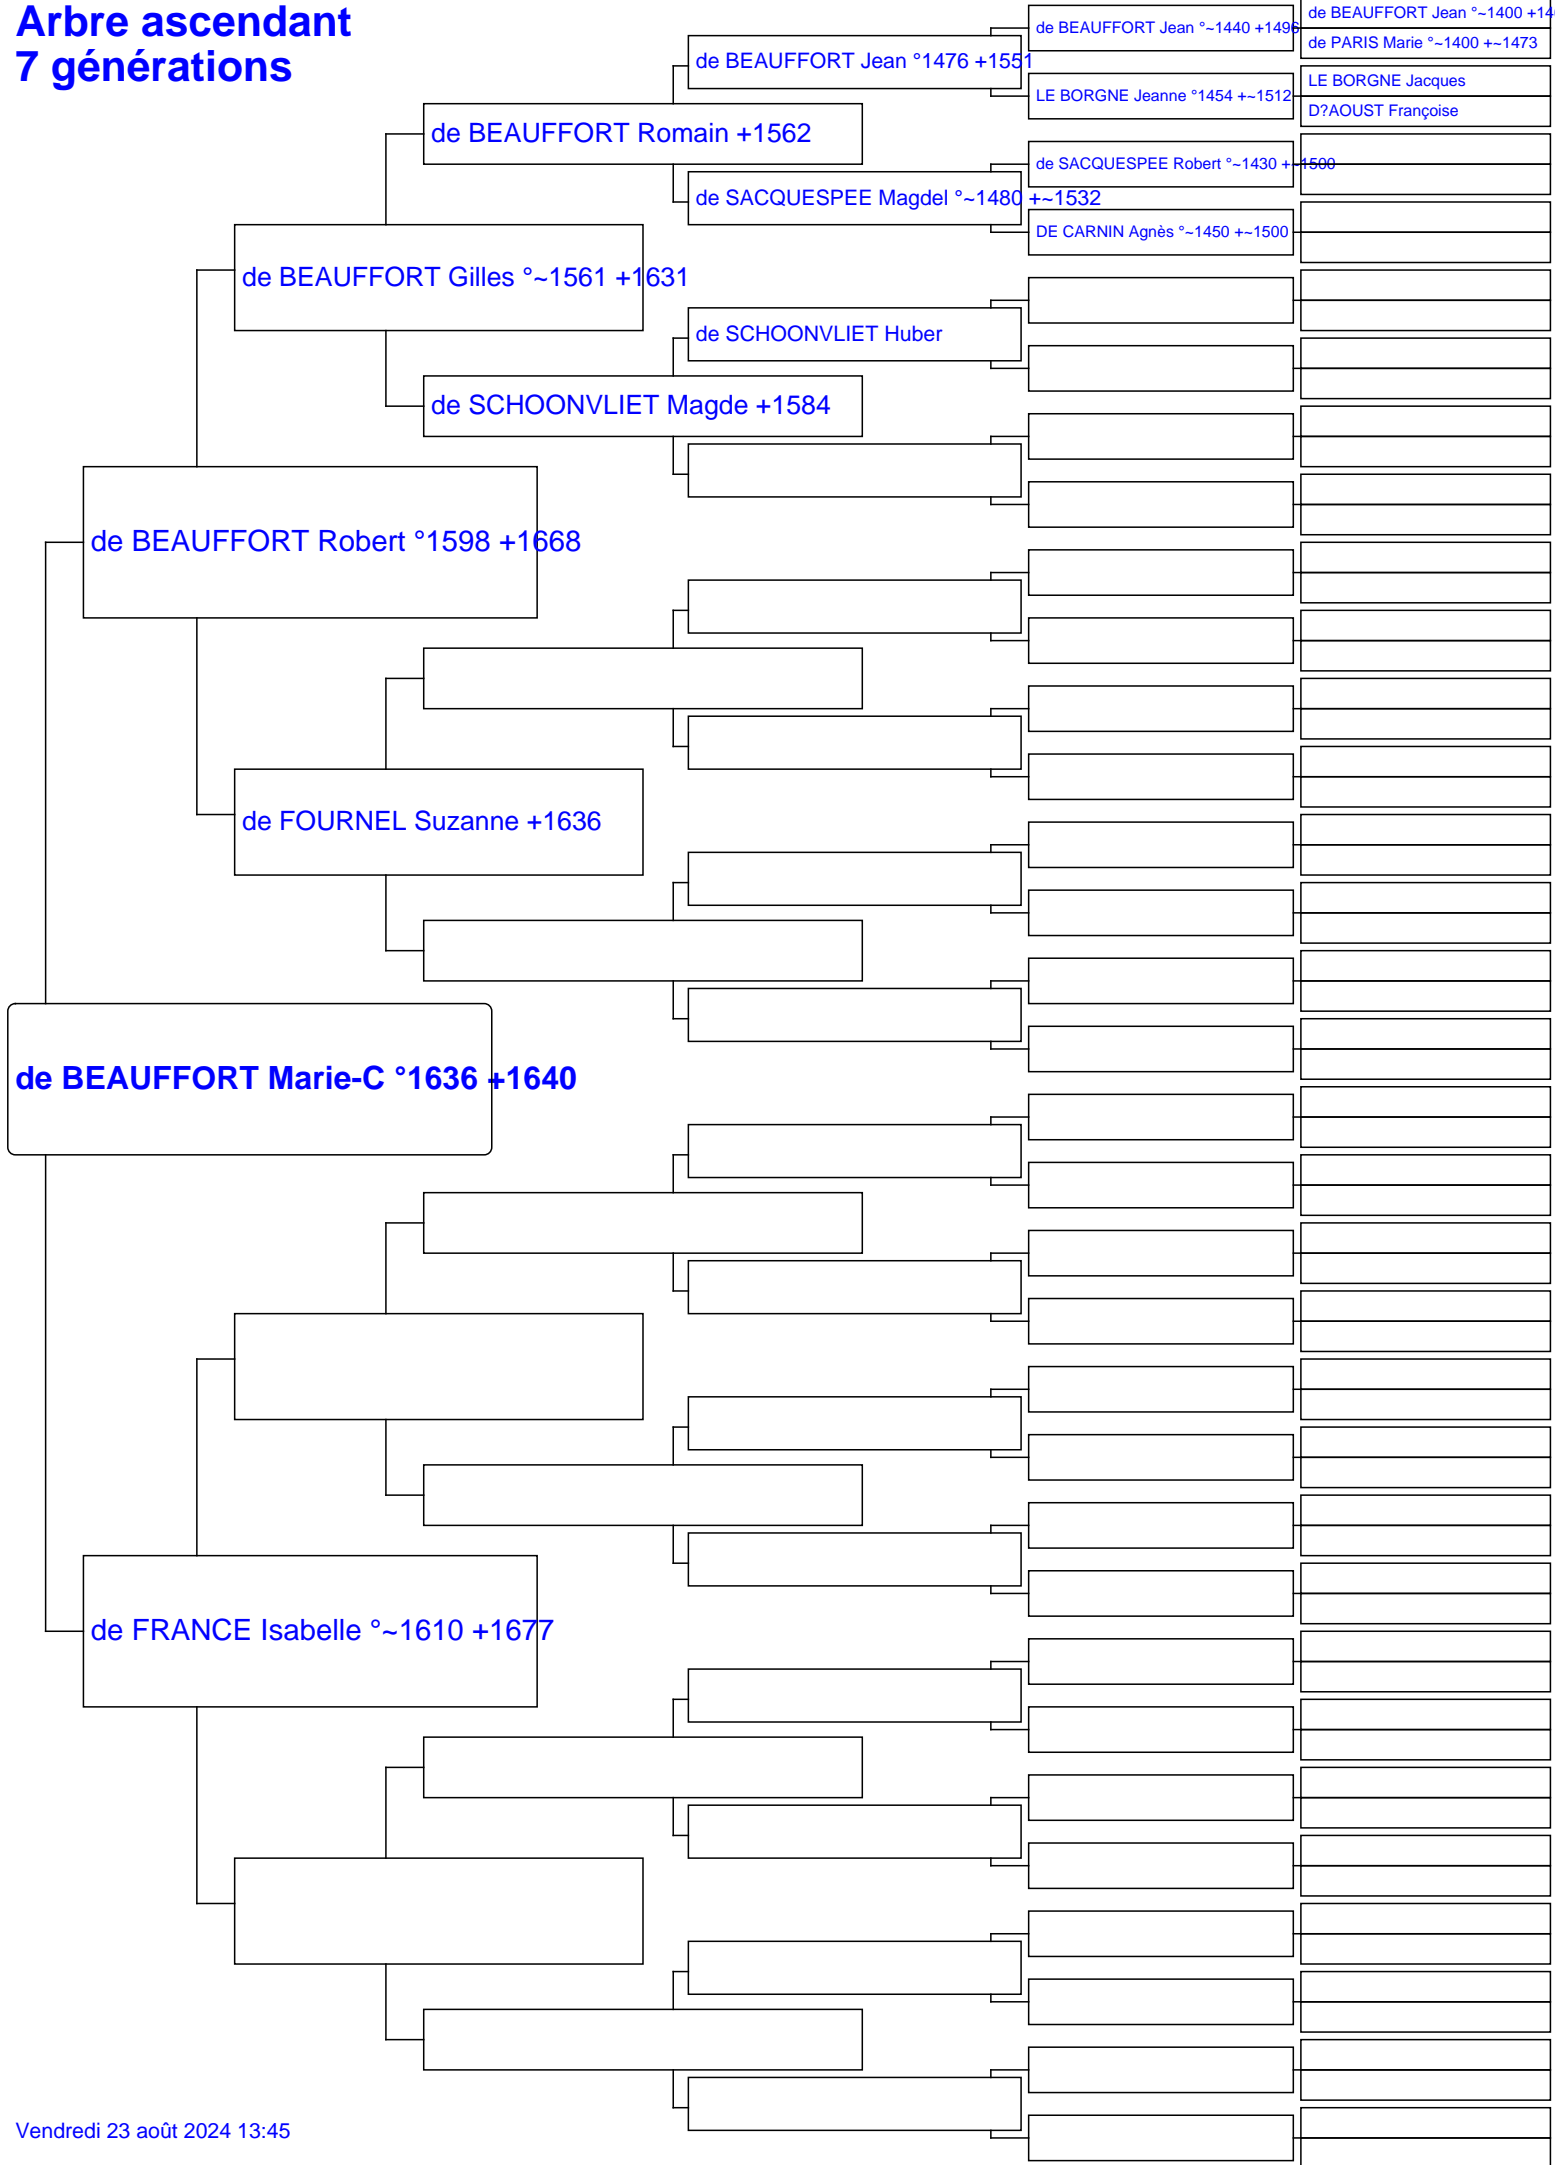 Arbre ascendant
7 générations
de BEAUFFORT Jean °~1400 +14
de BEAUFFORT Jean °~1440 +1496
de PARIS Marie °~1400 +~1473
de BEAUFFORT Jean °1476 +1551
LE BORGNE Jacques
LE BORGNE Jeanne °1454 +~1512
D?AOUST Françoise
de BEAUFFORT Romain +1562
de SACQUESPEE Robert °~1430 +~1500
de SACQUESPEE Magdel °~1480 +~1532
DE CARNIN Agnès °~1450 +~1500
de BEAUFFORT Gilles °~1561 +1631
de SCHOONVLIET Huber
de SCHOONVLIET Magde +1584
de BEAUFFORT Robert °1598 +1668
de FOURNEL Suzanne +1636
de BEAUFFORT Marie-C °1636 +1640
de FRANCE Isabelle °~1610 +1677
Vendredi 23 août 2024 13:45